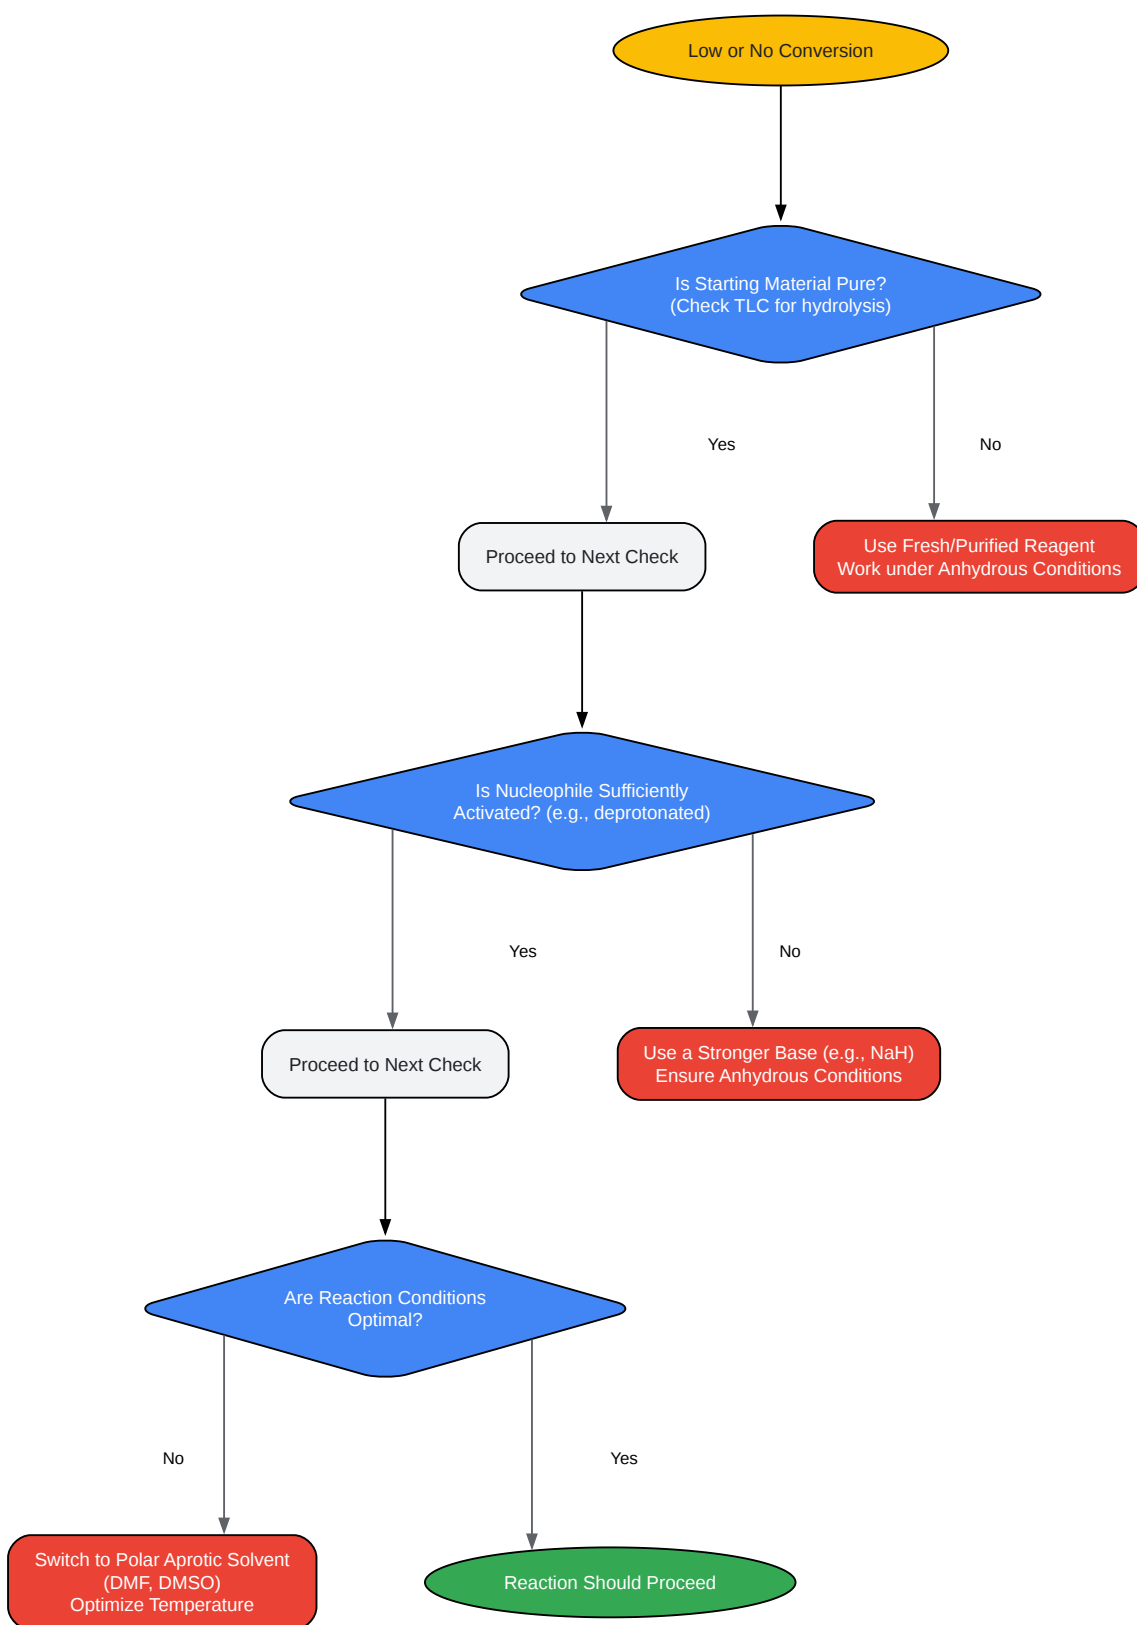 Low or No Conversion
Is Starting Material Pure?
(Check TLC for hydrolysis)
Yes
No
Proceed to Next Check
Use Fresh/Purified Reagent
Work under Anhydrous Conditions
Is Nucleophile Sufficiently
Activated? (e.g., deprotonated)
Yes
No
Proceed to Next Check
Use a Stronger Base (e.g., NaH)
Ensure Anhydrous Conditions
Are Reaction Conditions
Optimal?
No
Yes
Switch to Polar Aprotic Solvent
(DMF, DMSO)
Optimize Temperature
Reaction Should Proceed